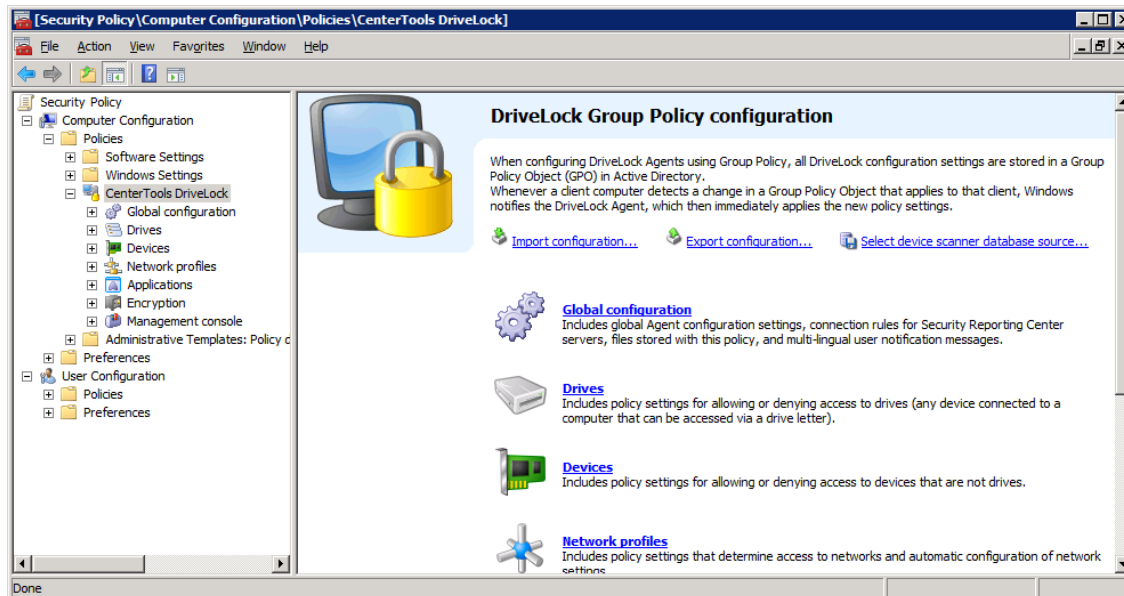 [Security Policy\Computer Configuration\Policies\CenterTools DriveLock]
File Action View Favorites Window Help
Security Policy
Computer Configuration
Policies
Software Settings
Windows Settings
CenterTools DriveLock
Global configuration
Drives
Devices
Network profiles
Applications
Encryption
Management console
Administrative Templates: Policy d
Preferences
User Configuration
Policies
Preferences
DriveLock Group Policy configuration
When configuring DriveLock Agents using Group Policy, all DriveLock configuration settings are stored in a Group
Policy Object (GPO) in Active Directory.
Whenever a client computer detects a change in a Group Policy Object that applies to that client, Windows
notifies the DriveLock Agent, which then immediately applies the new policy settings.
Import configuration... Export configuration... Select device scanner database source...
Global configuration
Includes global Agent configuration settings, connection rules for Security Reporting Center
servers, files stored with this policy, and multi-lingual user notification messages.
Drives
Includes policy settings for allowing or denying access to drives (any device connected to a
computer that can be accessed via a drive letter).
Devices
Includes policy settings for allowing or denying access to devices that are not drives.
Network profiles
Includes policy settings that determine access to networks and automatic configuration of network
settings
Done